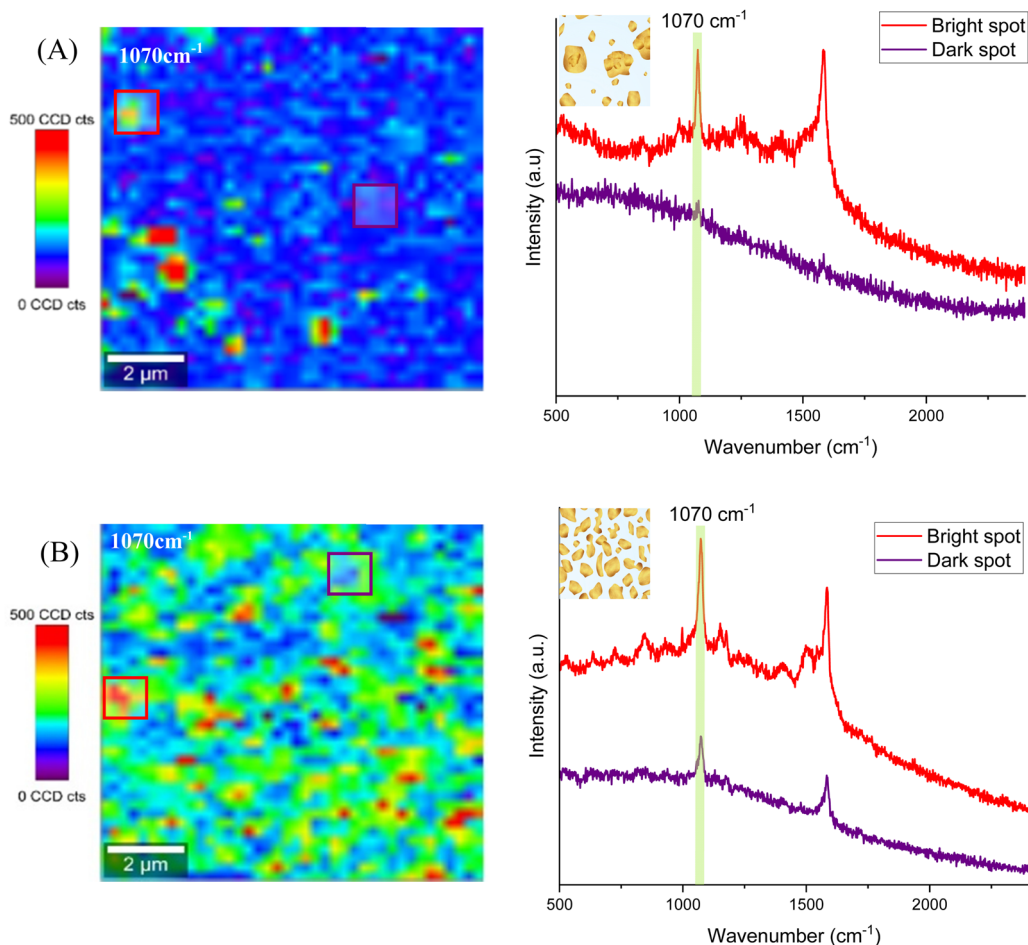 (A)
1070cm⁻¹
500 CCD cts
0 CCD cts
2 µm
1070 cm⁻¹
Bright spot
Dark spot
Intensity (a.u)
500
1000
1500
2000
Wavenumber (cm⁻¹)
(B)
1070cm⁻¹
500 CCD cts
0 CCD cts
2 µm
1070 cm⁻¹
Bright spot
Dark spot
Intensity (a.u.)
500
1000
1500
2000
Wavenumber (cm⁻¹)